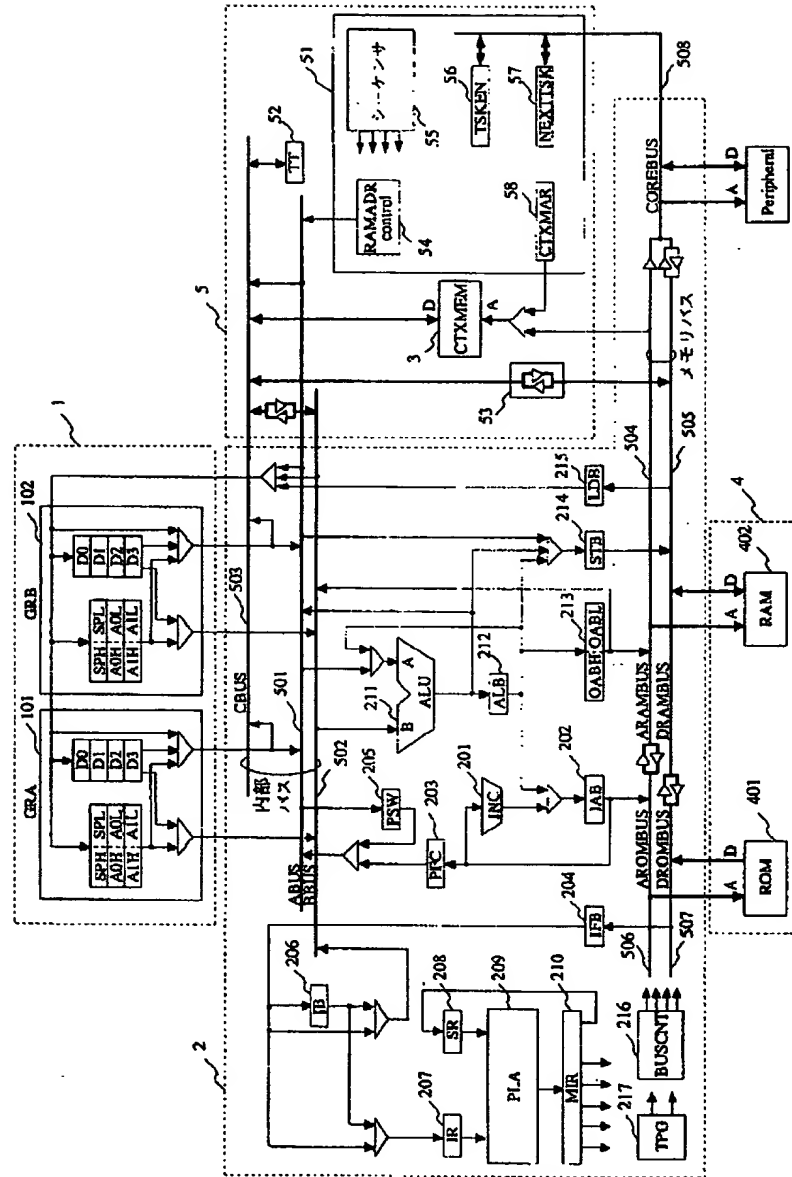 1
GRA
101
SPH SPL
A0H A0L
A1H A1L
D0
D1
D2
D3
GRB
102
SPH SPL
A0H A0L
A1H A1L
D0
D1
D2
D3
2
206
IB
207
IR
208
SR
209
PLA
210
MIR
217
TPG
216
BUSCNT
ABUS
BBUS
内部
バス
CBUS
503
501
502
205
PSW
203
PFC
201
INC
202
IAB
204
IFB
211
B
A
ALU
212
ALB
213
OABH OABL
214
STB
215
LDB
506
507
AROMBUS
DROMBUS
ARAMBUS
DRAMBUS
504
505
メモリバス
COREBUS
508
4
401
ROM
A
D
402
RAM
A
D
Peripheral
A
D
5
52
TT
53
3
CTXMEM
D
A
51
シーケンサ
55
RAMADR
control
54
56
TSKEN
57
NEXTTSK
58
CTXMAR